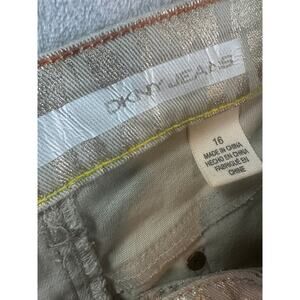 DKNY JEANS
16
MADE IN CHINA
HECHO EN CHINA
FABRIQUÉ EN
CHINE